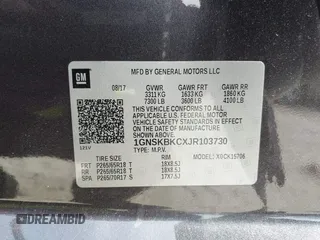 GM
MFD BY GENERAL MOTORS LLC
08/17 GVWR GAWR FRT GAWR RR
3311 KG 1633 KG 1860 KG
7300 LB 3600 LB 4100 LB
THIS VEHICLE CONFORMS TO ALL
APPLICABLE U.S. FEDERAL MOTOR
VEHICLE SAFETY STANDARDS IN
EFFECT ON THE DATE OF
MANUFACTURE SHOWN ABOVE.
1GNSKBKCXJR103730
TYPE: M.P.V. MODEL: XGCK15706
TIRE SIZE RIM
FRT P265/65R18 T 18X8.5J
RR P265/65R18 T 18X8.5J
SPA P265/70R17 S 17X7.5J
DREAMBID